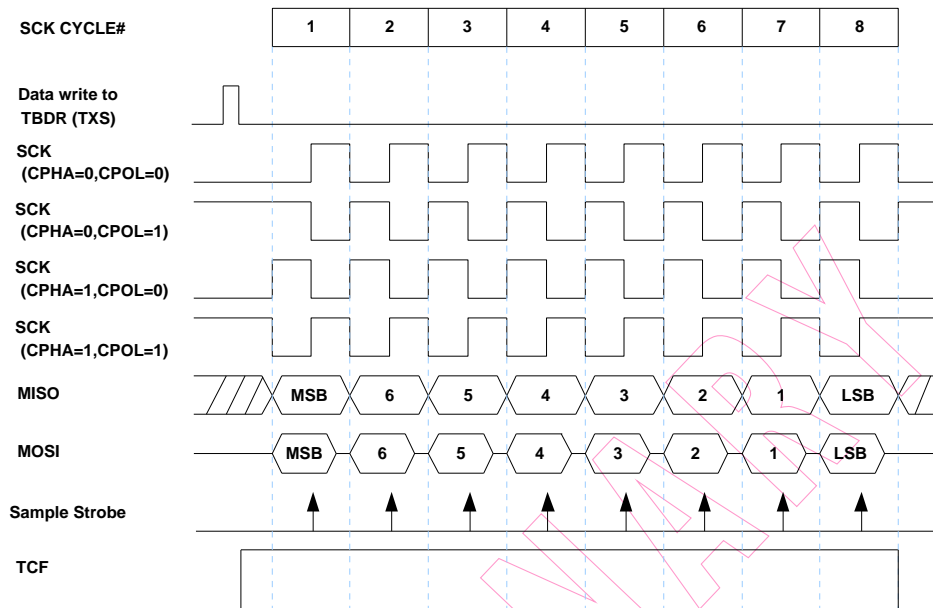 SCK CYCLE# 1 2 3 4 5 6 7 8
Data write to
TBDR (TXS)
SCK
(CPHA=0,CPOL=0)
SCK
(CPHA=0,CPOL=1)
SCK
(CPHA=1,CPOL=0)
SCK
(CPHA=1,CPOL=1)
MISO MSB 6 5 4 3 2 1 LSB
MOSI MSB 6 5 4 3 2 1 LSB
Sample Strobe
TCF